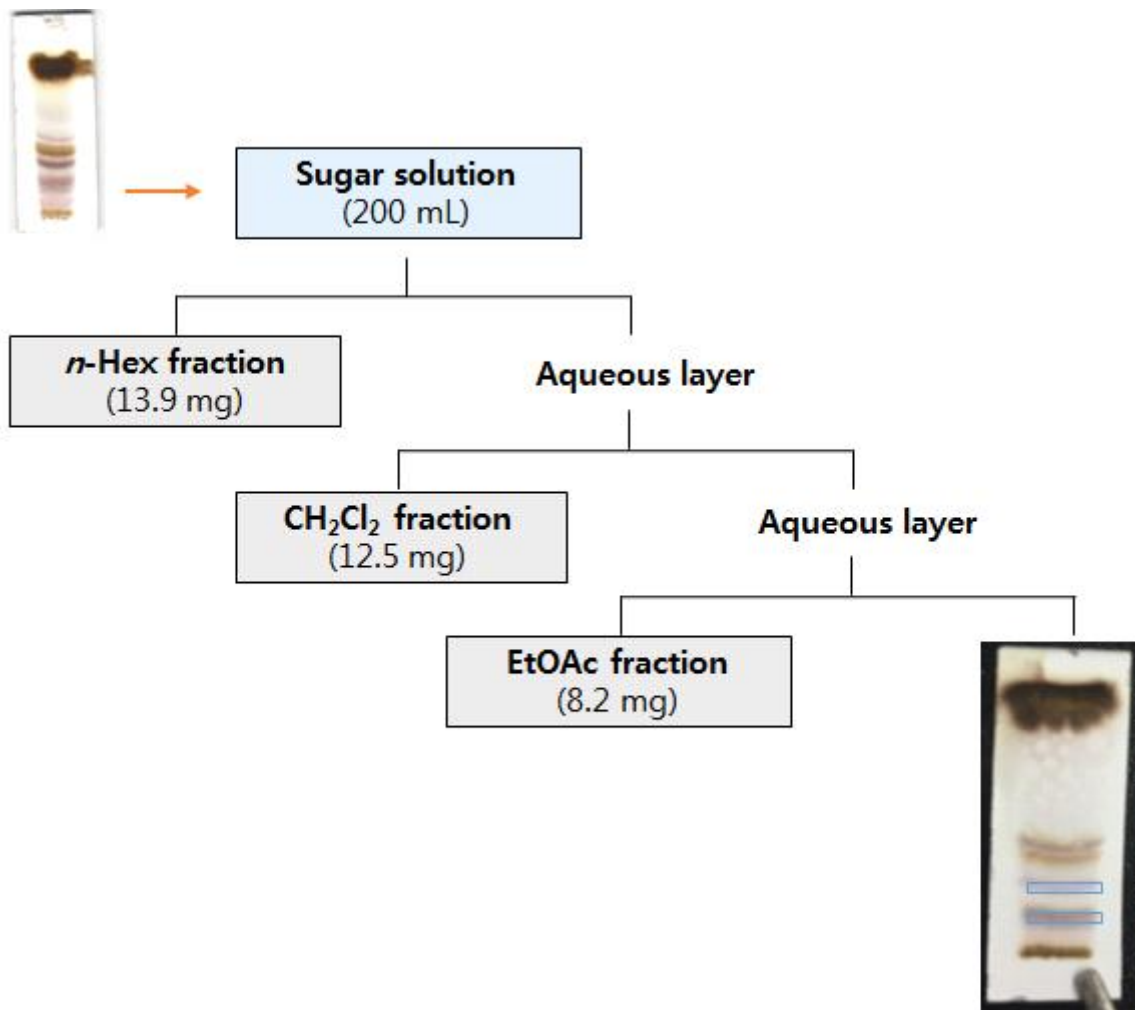 Sugar solution
(200 mL)
n-Hex fraction
(13.9 mg)
Aqueous layer
CH₂Cl₂ fraction
(12.5 mg)
Aqueous layer
EtOAc fraction
(8.2 mg)